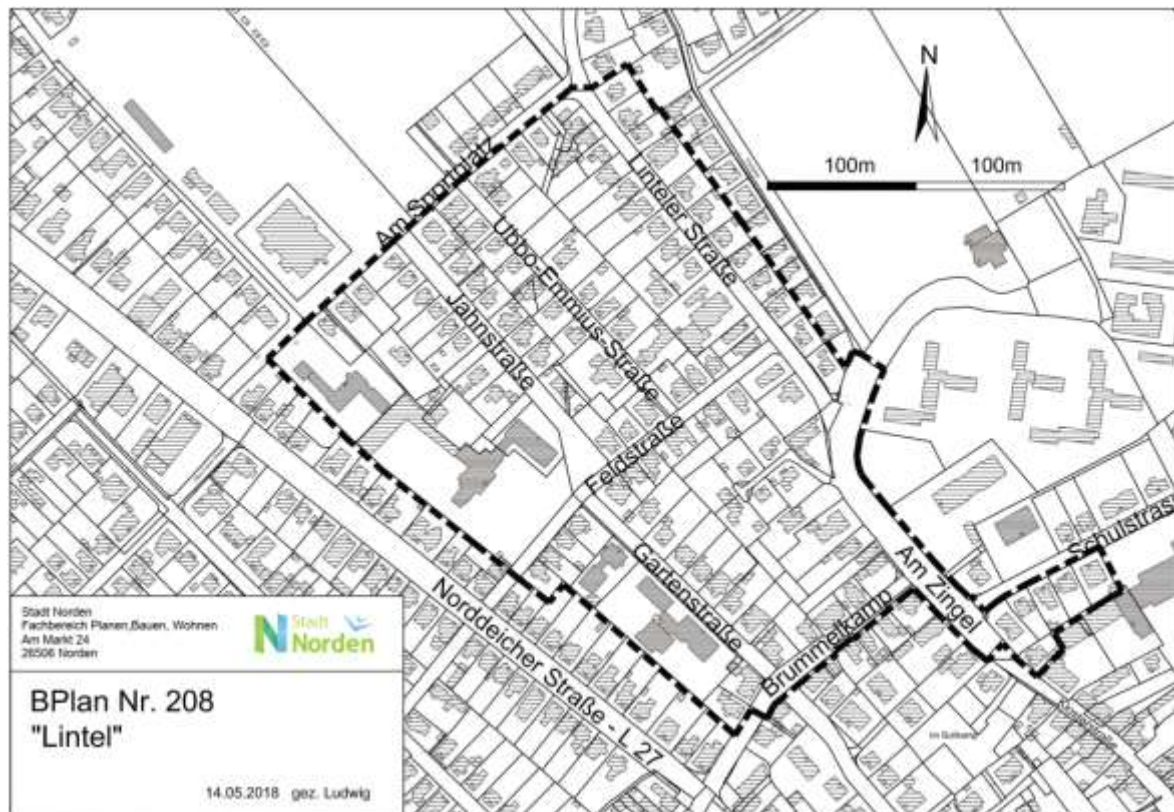 N
100m 100m
Am Sportplatz
Linteler Straße
Ubbo-Emmius-Straße
Jahnstraße
Feldstraße
Gartenstraße
Am Zingel
Schulstraß
Brummelkamp
Norddeicher Straße - L 27
Stadt Norden
Fachbereich Planen,Bauen, Wohnen
Am Markt 24
26506 Norden
Stadt
Norden
BPlan Nr. 208
"Lintel"
14.05.2018 gez. Ludwig